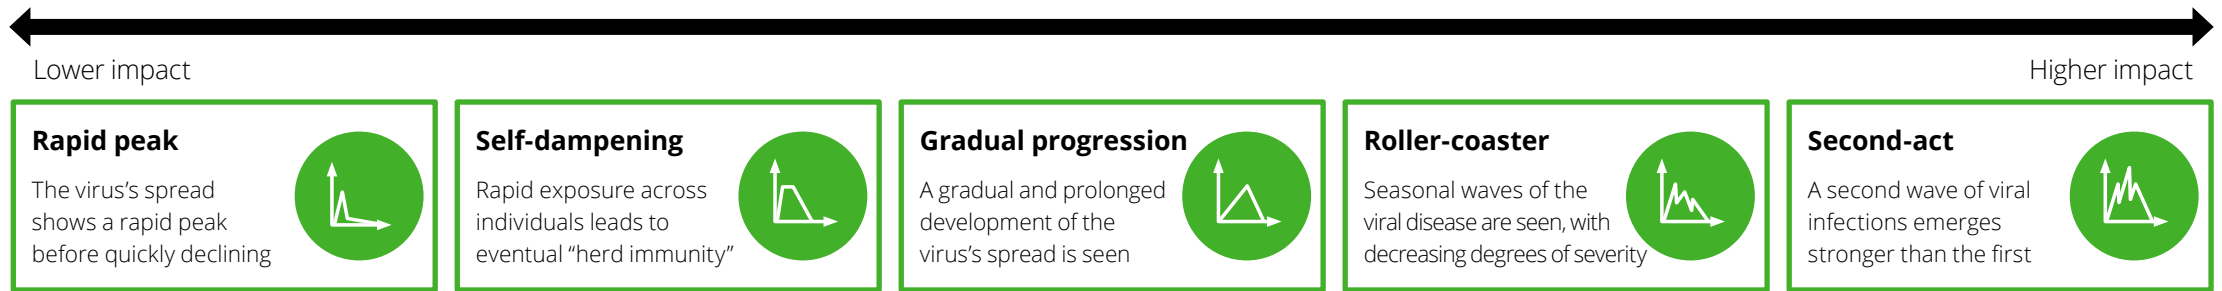 Lower impact
Higher impact
Rapid peak
The virus’s spread
shows a rapid peak
before quickly declining
Self-dampening
Rapid exposure across
individuals leads to
eventual “herd immunity”
Gradual progression
A gradual and prolonged
development of the
virus’s spread is seen
Roller-coaster
Seasonal waves of the
viral disease are seen, with
decreasing degrees of severity
Second-act
A second wave of viral
infections emerges
stronger than the first